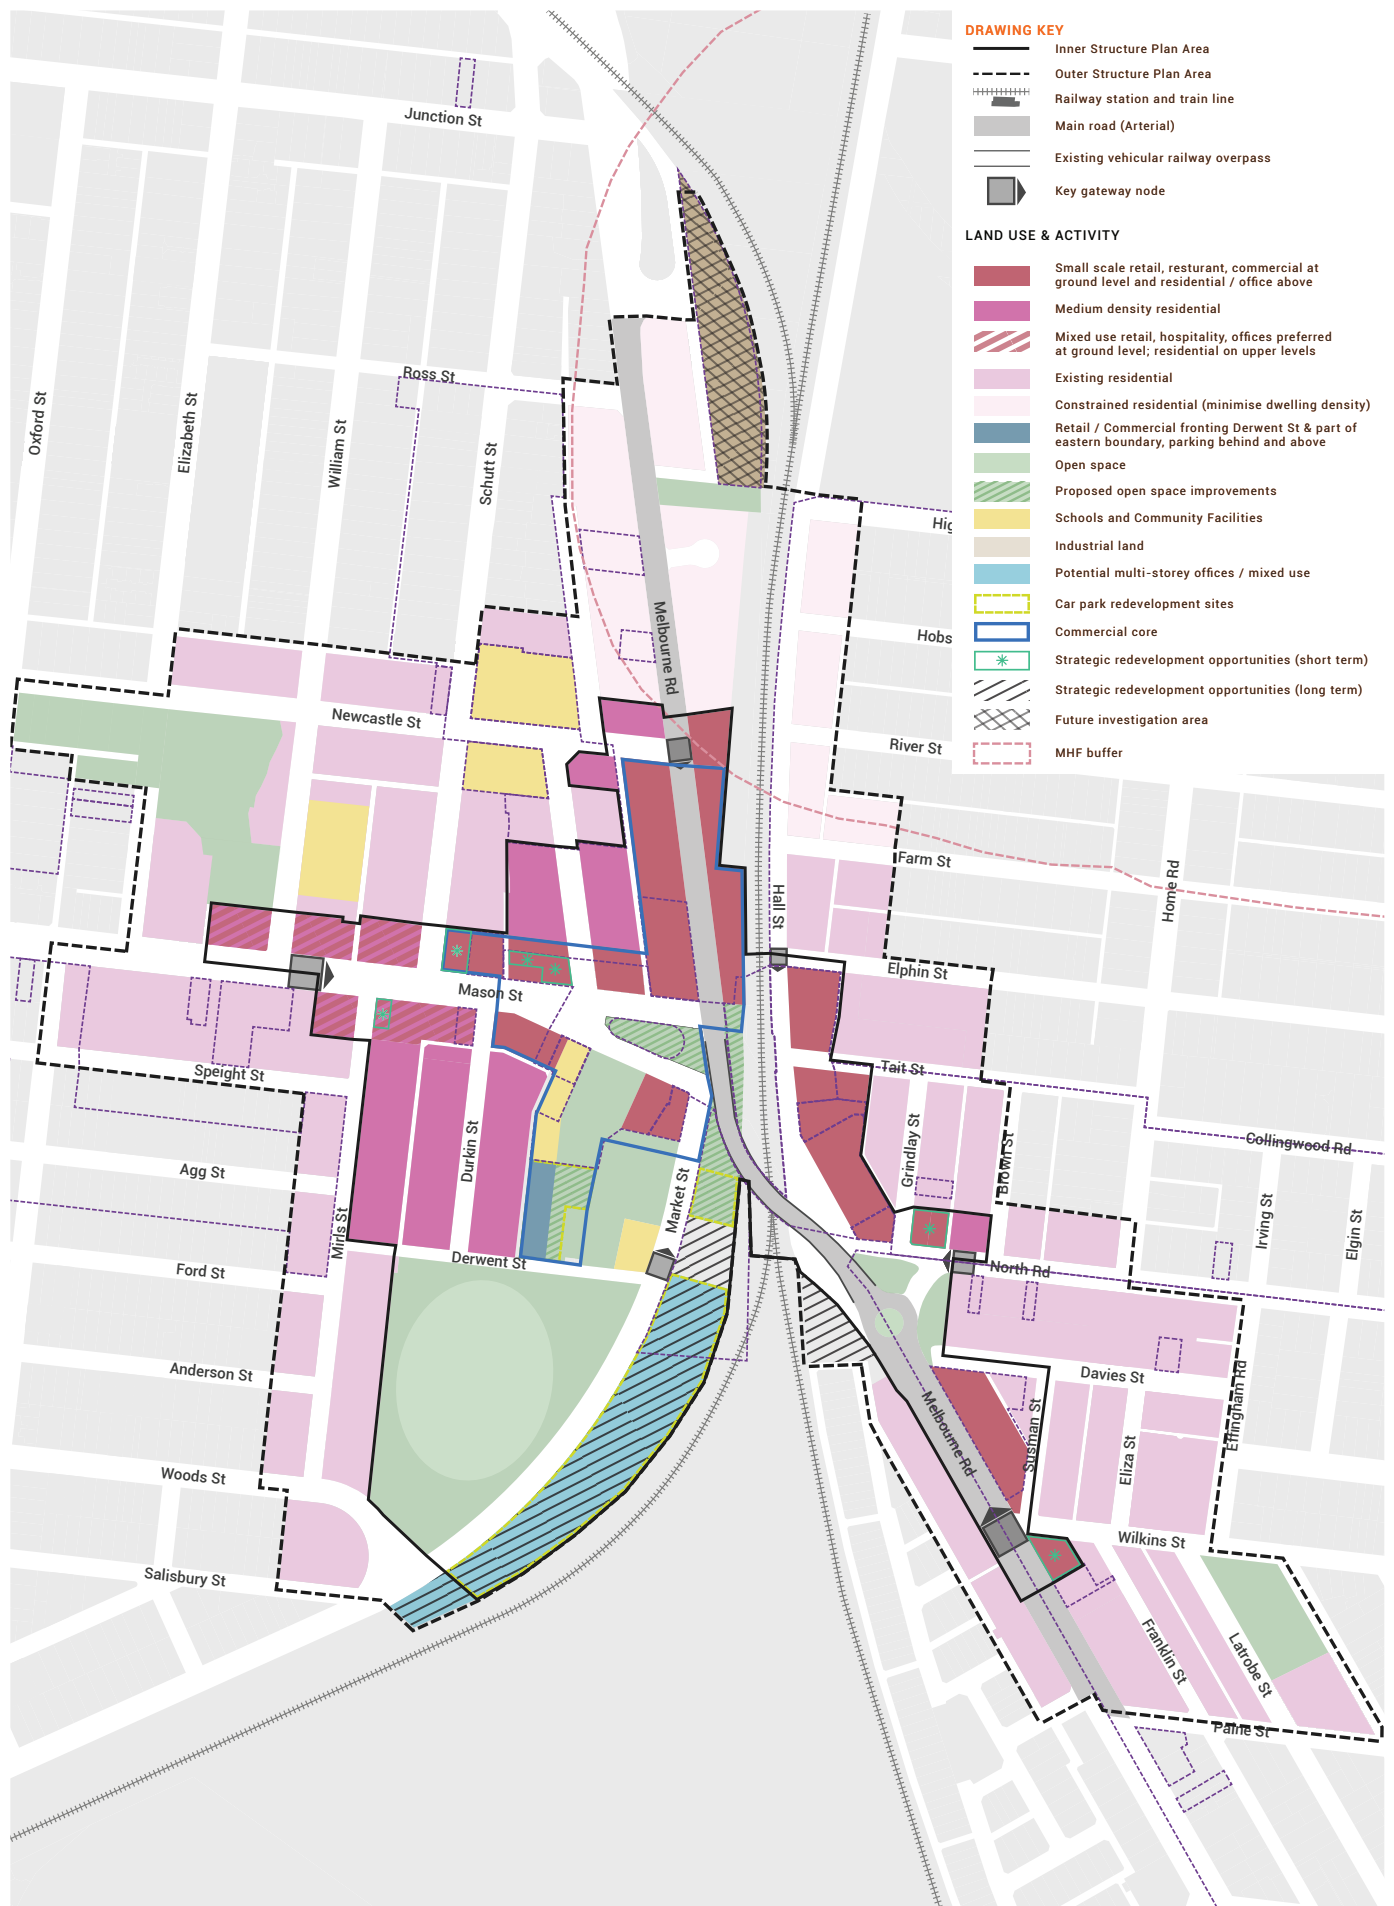 DRAWING KEY
Inner Structure Plan Area
Outer Structure Plan Area
Railway station and train line
Main road (Arterial)
Existing vehicular railway overpass
Key gateway node
LAND USE & ACTIVITY
Small scale retail, resturant, commercial at
ground level and residential / office above
Medium density residential
Mixed use retail, hospitality, offices preferred
at ground level; residential on upper levels
Existing residential
Constrained residential (minimise dwelling density)
Retail / Commercial fronting Derwent St & part of
eastern boundary, parking behind and above
Open space
Proposed open space improvements
Schools and Community Facilities
Industrial land
Potential multi-storey offices / mixed use
Car park redevelopment sites
Commercial core
Strategic redevelopment opportunities (short term)
Strategic redevelopment opportunities (long term)
Future investigation area
MHF buffer
Junction St
Ross St
Oxford St
Elizabeth St
William St
Schutt St
Hig
Hobs
Melbourne Rd
Newcastle St
River St
Farm St
Home Rd
Hall St
Elphin St
Mason St
Speight St
Tait St
Grindlay St
Brown St
Collingwood Rd
Agg St
Durkin St
Market St
Mirls St
Irving St
Elgin St
Derwent St
Ford St
North Rd
Anderson St
Davies St
Melbourne Rd
Susman St
Eliza St
Effingham Rd
Woods St
Wilkins St
Salisbury St
Franklin St
Latrobe St
Paine St